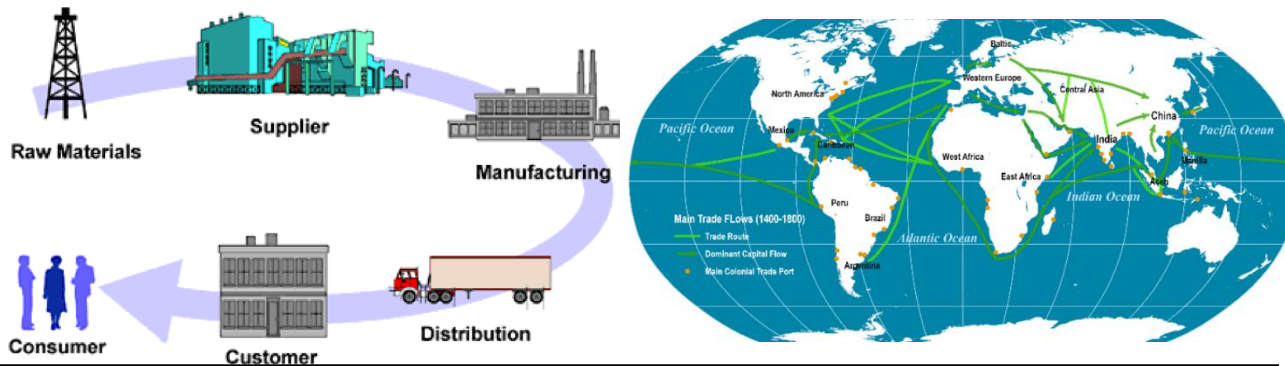 Raw Materials
Supplier
Manufacturing
Distribution
Customer
Consumer
Baltic
Western Europe
North America
Central Asia
China
Pacific Ocean
Mexico
Caribbean
India
Pacific Ocean
Manilla
West Africa
East Africa
Aceh
Indian Ocean
Peru
Brazil
Main Trade FLows (1400-1800)
Trade Route
Atlantic Ocean
Dominant Capital Flow
Argentina
Main Colonial Trade Port